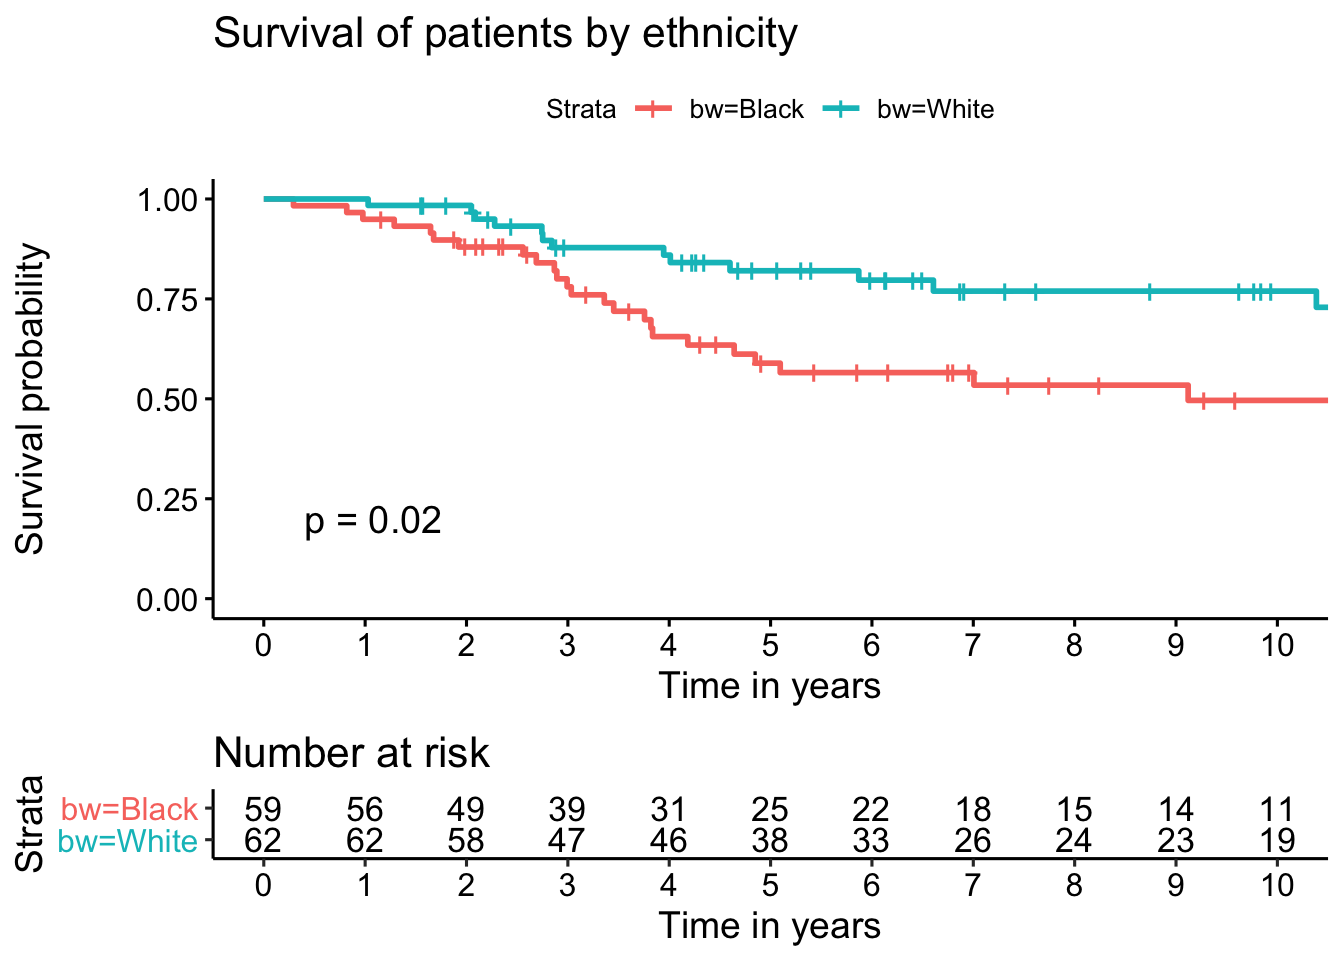 Survival of patients by ethnicity
Strata bw=Black bw=White
Survival probability
1.00
0.75
0.50
0.25
0.00
p = 0.02
0 1 2 3 4 5 6 7 8 9 10
Time in years
Number at risk
Strata
bw=Black 59 56 49 39 31 25 22 18 15 14 11
bw=White 62 62 58 47 46 38 33 26 24 23 19
0 1 2 3 4 5 6 7 8 9 10
Time in years